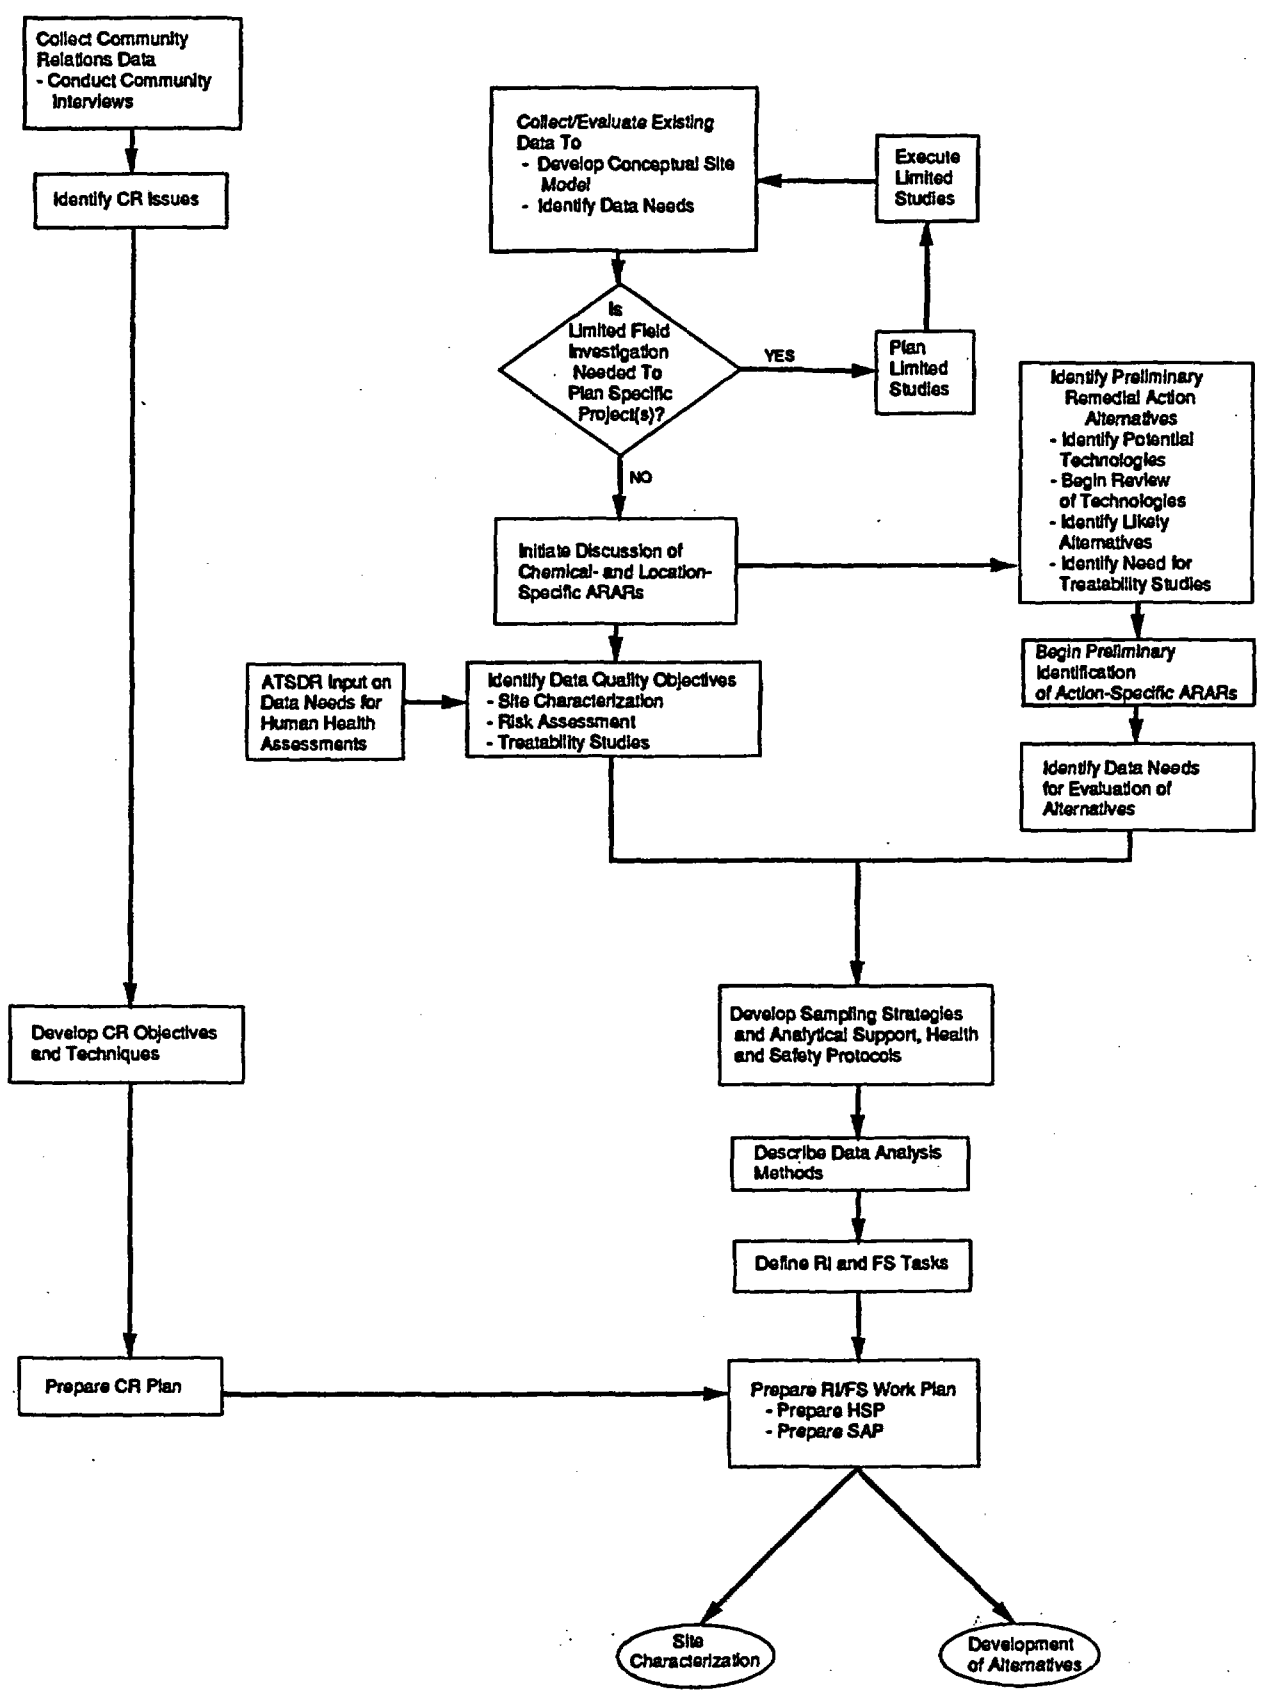 Collect Community
Relations Data
- Conduct Community
Interviews
Identify CR Issues
Collect/Evaluate Existing
Data To
- Develop Conceptual Site
Model
- Identify Data Needs
Execute
Limited
Studies
Is
Limited Field
Investigation
Needed To
Plan Specific
Project(s)?
YES
Plan
Limited
Studies
NO
Identify Preliminary
Remedial Action
Alternatives
- Identify Potential
Technologies
- Begin Review
of Technologies
- Identify Likely
Alternatives
- Identify Need for
Treatability Studies
Initiate Discussion of
Chemical- and Location-
Specific ARARs
Begin Preliminary
Identification
of Action-Specific ARARs
ATSDR Input on
Data Needs for
Human Health
Assessments
Identify Data Quality Objectives
- Site Characterization
- Risk Assessment
- Treatability Studies
Identify Data Needs
for Evaluation of
Alternatives
Develop CR Objectives
and Techniques
Develop Sampling Strategies
and Analytical Support, Health
and Safety Protocols
Describe Data Analysis
Methods
Define RI and FS Tasks
Prepare CR Plan
Prepare RI/FS Work Plan
- Prepare HSP
- Prepare SAP
Site
Characterization
Development
of Alternatives